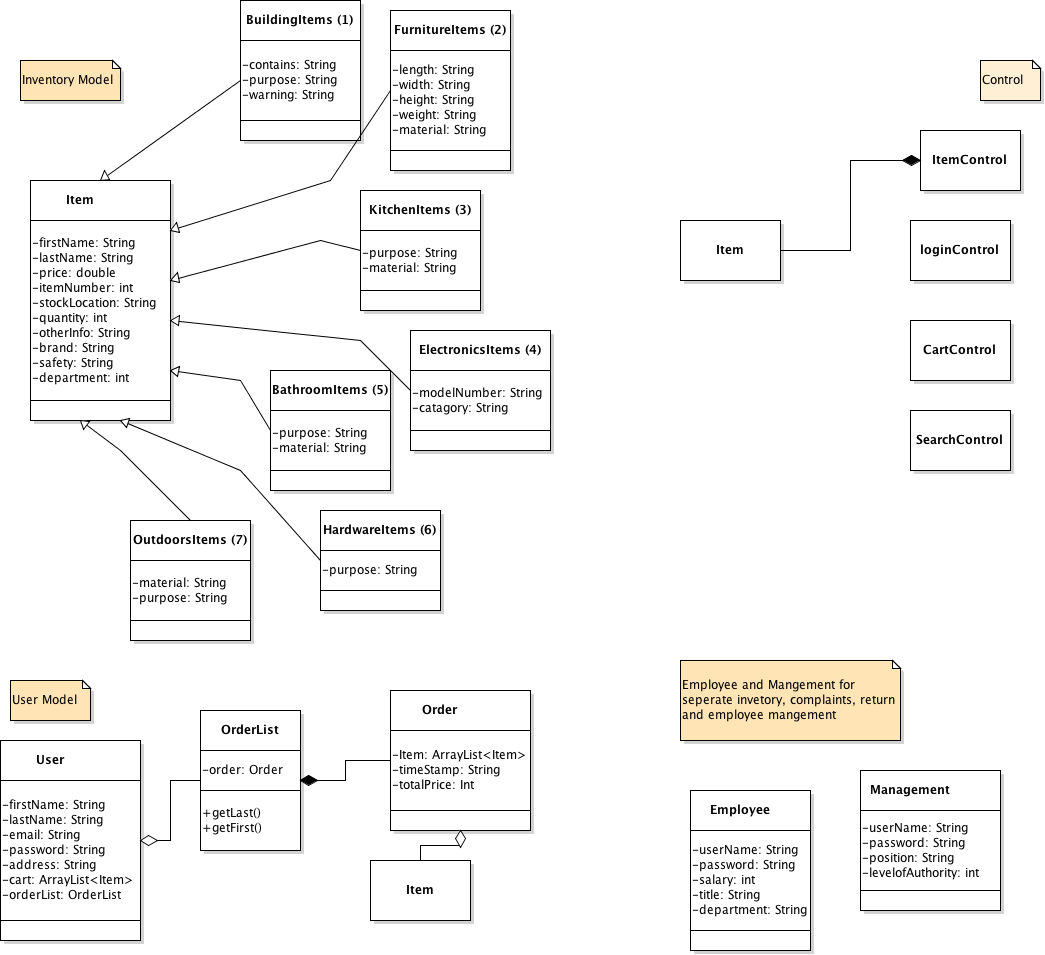 Inventory Model
BuildingItems (1)
-contains: String
-purpose: String
-warning: String
FurnitureItems (2)
-length: String
-width: String
-height: String
-weight: String
-material: String
Item
-firstName: String
-lastName: String
-price: double
-itemNumber: int
-stockLocation: String
-quantity: int
-otherInfo: String
-brand: String
-safety: String
-department: int
KitchenItems (3)
-purpose: String
-material: String
ElectronicsItems (4)
-modelNumber: String
-catagory: String
BathroomItems (5)
-purpose: String
-material: String
HardwareItems (6)
-purpose: String
OutdoorsItems (7)
-material: String
-purpose: String
Control
ItemControl
Item
loginControl
CartControl
SearchControl
User Model
User
-firstName: String
-lastName: String
-email: String
-password: String
-address: String
-cart: ArrayList<Item>
-orderList: OrderList
OrderList
-order: Order
+getLast()
+getFirst()
Order
-Item: ArrayList<Item>
-timeStamp: String
-totalPrice: Int
Item
Employee and Mangement for
seperate invetory, complaints, return
and employee mangement
Employee
-userName: String
-password: String
-salary: int
-title: String
-department: String
Management
-userName: String
-password: String
-position: String
-levelofAuthority: int